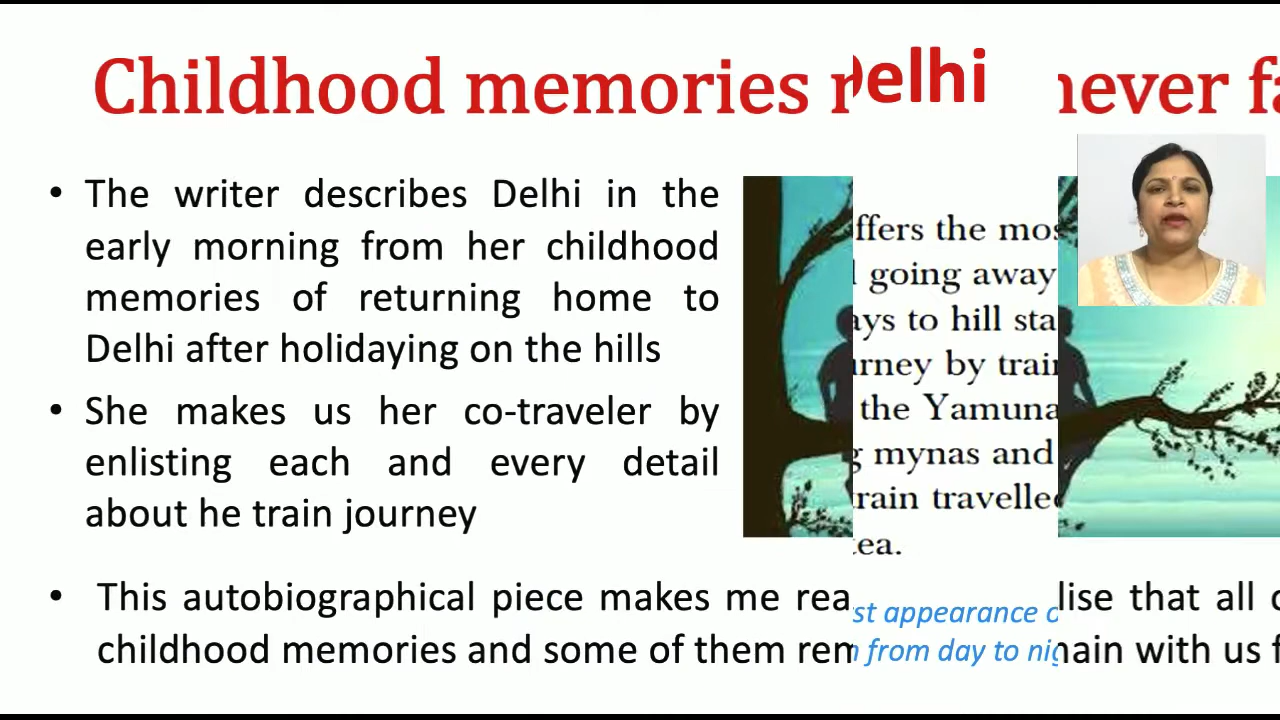 Childhood memories never
Delhi
• The writer describes Delhi in the
early morning from her childhood
memories of returning home to
Delhi after holidaying on the hills
• She makes us her co-traveler by
enlisting each and every detail
about he train journey
ffers the mos
going away
ays to hill sta
urney by train
the Yamuna
mynas and
rain travelled
tea.
• This autobiographical piece makes me rea lise that all
childhood memories and some of them rem ain with us
st appearance o
from day to nig